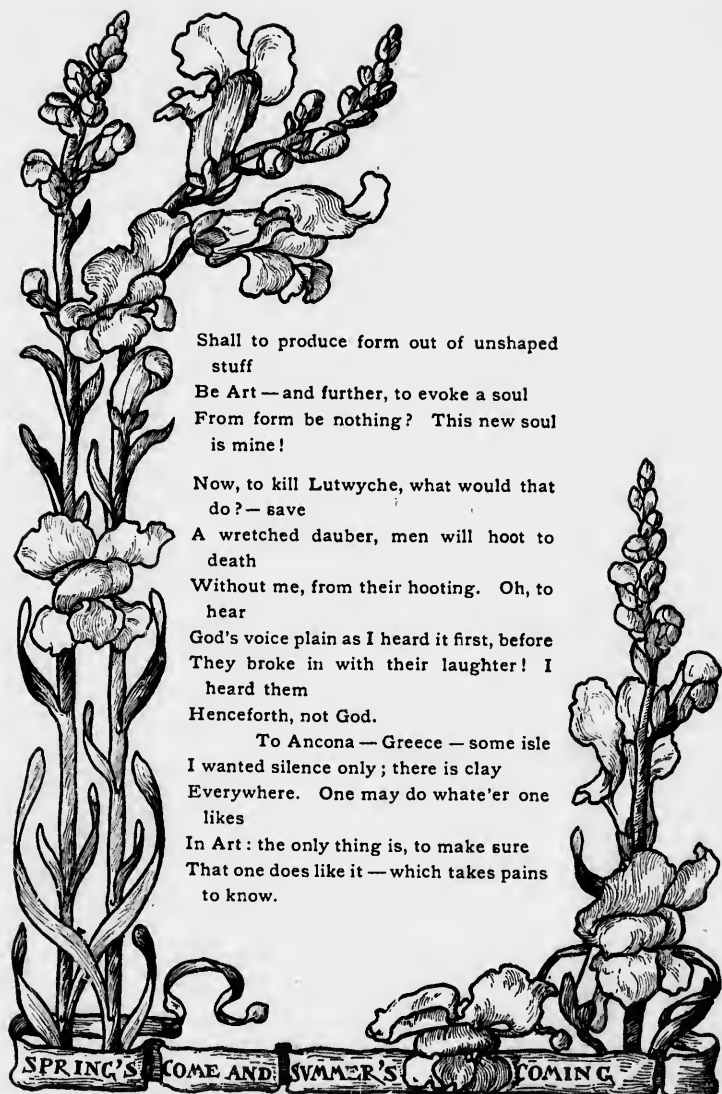 Shall to produce form out of unshaped
stuff
Be Art — and further, to evoke a soul
From form be nothing? This new soul
is mine!
Now, to kill Lutwyche, what would that
do? — save
A wretched dauber, men will hoot to
death
Without me, from their hooting. Oh, to
hear
God's voice plain as I heard it first, before
They broke in with their laughter! I
heard them
Henceforth, not God.
To Ancona — Greece — some isle
I wanted silence only; there is clay
Everywhere. One may do whate'er one
likes
In Art: the only thing is, to make sure
That one does like it — which takes pains
to know.
SPRING'S COME AND SVMMER'S COMING